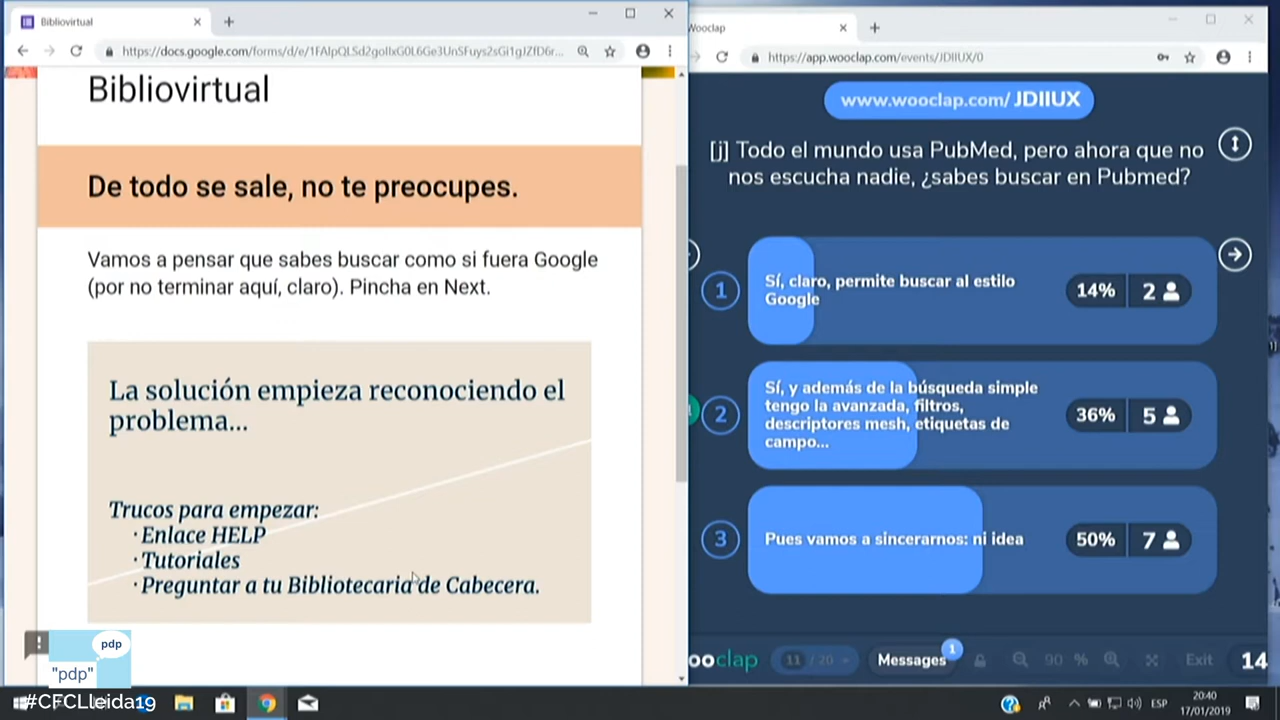 Bibliovirtual
https://docs.google.com/forms/d/e/1FAIpQLSd2golIxG0L6Ge3UnSFuys2sGi1gJZfD6r...
Bibliovirtual
De todo se sale, no te preocupes.
Vamos a pensar que sabes buscar como si fuera Google
(por no terminar aquí, claro). Pincha en Next.
La solución empieza reconociendo el
problema...
Trucos para empezar:
· Enlace HELP
· Tutoriales
· Preguntar a tu Bibliotecaria de Cabecera.
pdp
"pdp"
#CFCLleida19
Wooclap
https://app.wooclap.com/events/JDIIUX/0
www.wooclap.com/ JDIIUX
[j] Todo el mundo usa PubMed, pero ahora que no
nos escucha nadie, ¿sabes buscar en Pubmed?
1
Sí, claro, permite buscar al estilo
Google
14% 2
2
Sí, y además de la búsqueda simple
tengo la avanzada, filtros,
descriptores mesh, etiquetas de
campo...
36% 5
3
Pues vamos a sincerarnos: ni idea
50% 7
ooclap
11 / 20
Messages
1
90 %
Exit
14
ESP
20:40
17/01/2019